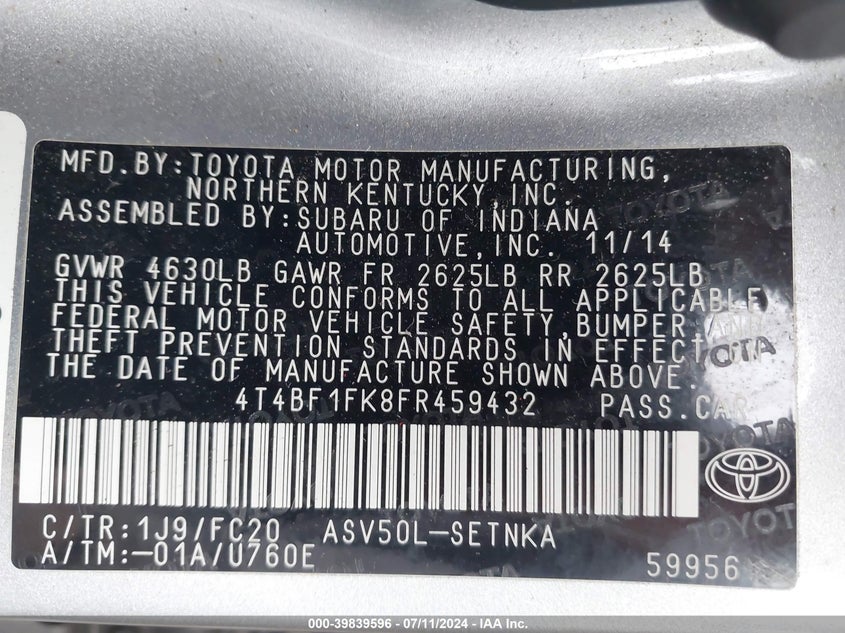 MFD.BY:TOYOTA MOTOR MANUFACTURING,
NORTHERN KENTUCKY,INC.
ASSEMBLED BY:SUBARU OF INDIANA
AUTOMOTIVE,INC. 11/14
GVWR 4630LB GAWR FR 2625LB RR 2625LB
THIS VEHICLE CONFORMS TO ALL APPLICABLE
FEDERAL MOTOR VEHICLE SAFETY,BUMPER AND
THEFT PREVENTION STANDARDS IN EFFECT ON
THE DATE OF MANUFACTURE SHOWN ABOVE.
4T4BF1FK8FR459432 PASS.CAR
C/TR:1J9/FC20 ASV50L-SETNKA
A/TM:-01A/U760E
59956
000-39839596 - 07/11/2024 - IAA Inc.